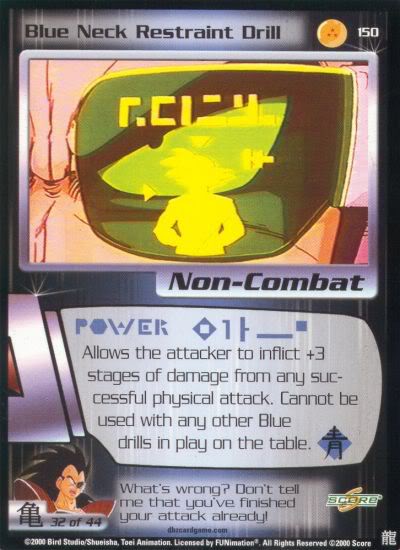 Blue Neck Restraint Drill 150
Non-Combat
POWER
Allows the attacker to inflict +3
stages of damage from any suc-
cessful physical attack. Cannot be
used with any other Blue
drills in play on the table.
青
What's wrong? Don't tell
me that you've finished
your attack already!
SCORE
亀 32 of 44
dbzcardgame.com
©2000 Bird Studio/Shueisha, Toei Animation. Licensed by FUNimation®. All Rights Reserved ©2000 Score
龍